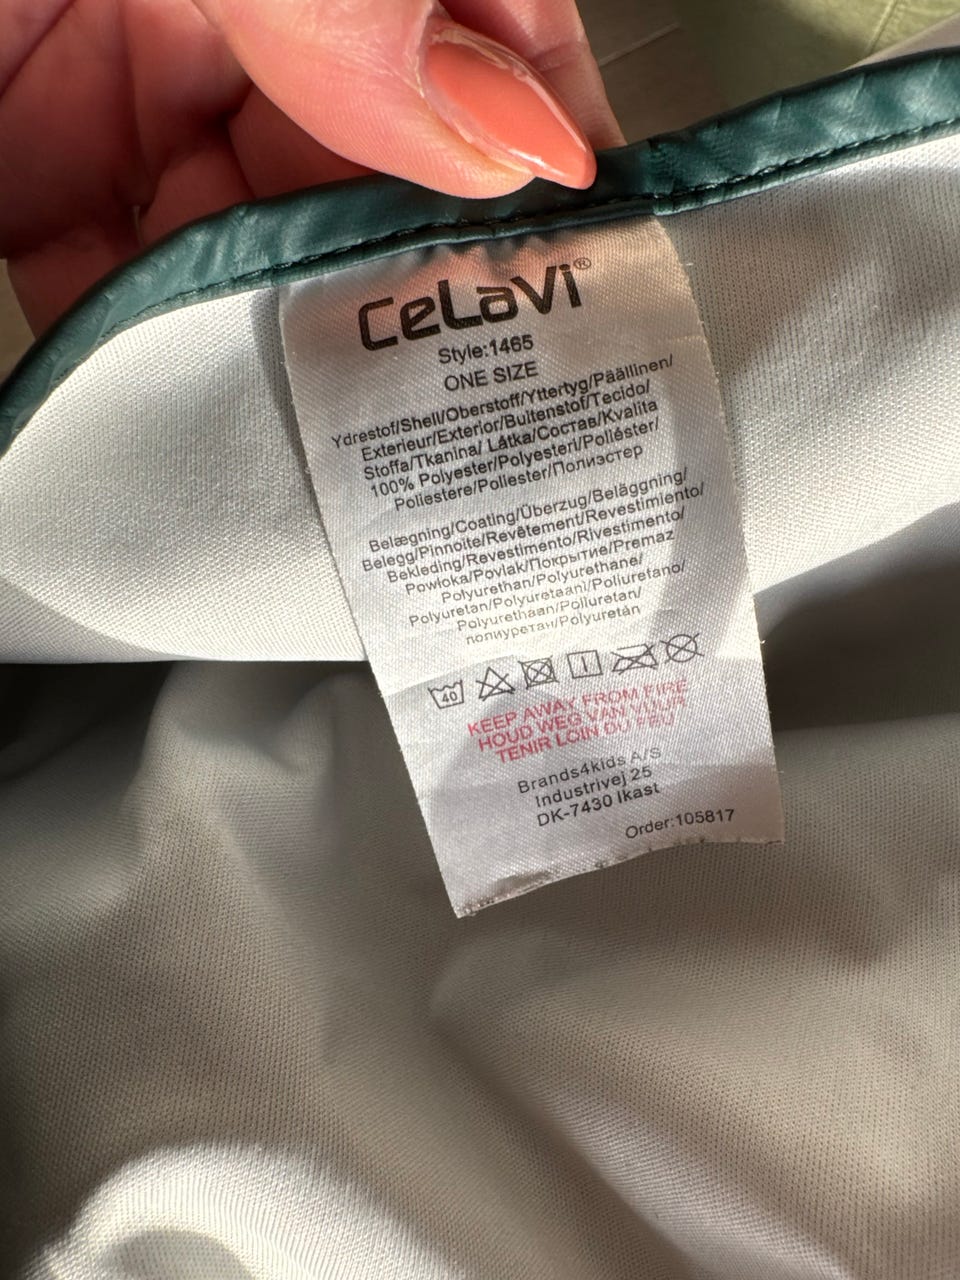 CeLaVi®
Style:1465
ONE SIZE
Ydrestof/Shell/Oberstoff/Yttertyg/Päällinen/
Exterieur/Exterior/Buitenstof/Tecido/
Stoffa/Tkanina/ Látka/Состав/Kvalita
100% Polyester/Polyesteri/Poliéster/
Poliestere/Poliester/Полиэстер
Belægning/Coating/Überzug/Beläggning/
Belegg/Pinnoite/Revêtement/Revestimiento/
Bekleding/Revestimento/Rivestimento/
Powłoka/Povlak/Покрытие/Premaz
Polyurethan/Polyurethane/
Polyuretan/Polyuretaani/Poliuretano/
Polyurethaan/Poliuretan/
полиуретан/Polyuretán
40
KEEP AWAY FROM FIRE
HOUD WEG VAN VUUR
TENIR LOIN DU FEU
Brands4kids A/S
Industrivej 25
DK-7430 Ikast
Order:105817